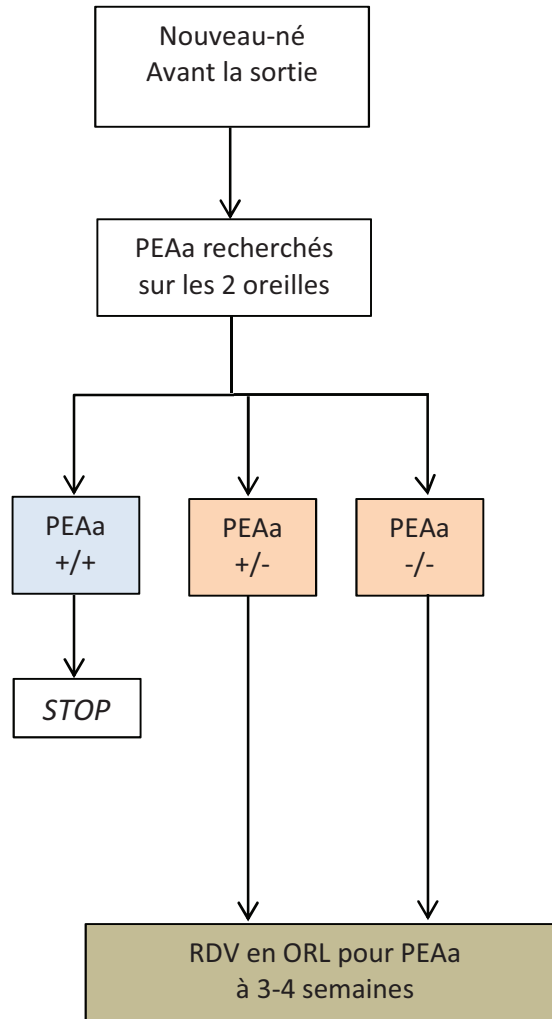 Nouveau-né
Avant la sortie
PEAa recherchés
sur les 2 oreilles
PEAa
+/+
PEAa
+/-
PEAa
-/-
STOP
RDV en ORL pour PEAa
à 3-4 semaines